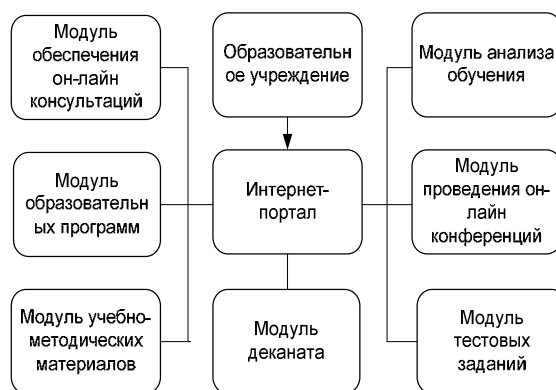 Модуль
обеспечения
он-лайн
консультаций
Образовательн
ое учреждение
Модуль анализа
обучения
Модуль
образовательн
ых программ
Интернет-
портал
Модуль
проведения он-
лайн
конференций
Модуль учебно-
методических
материалов
Модуль
деканата
Модуль
тестовых
заданий